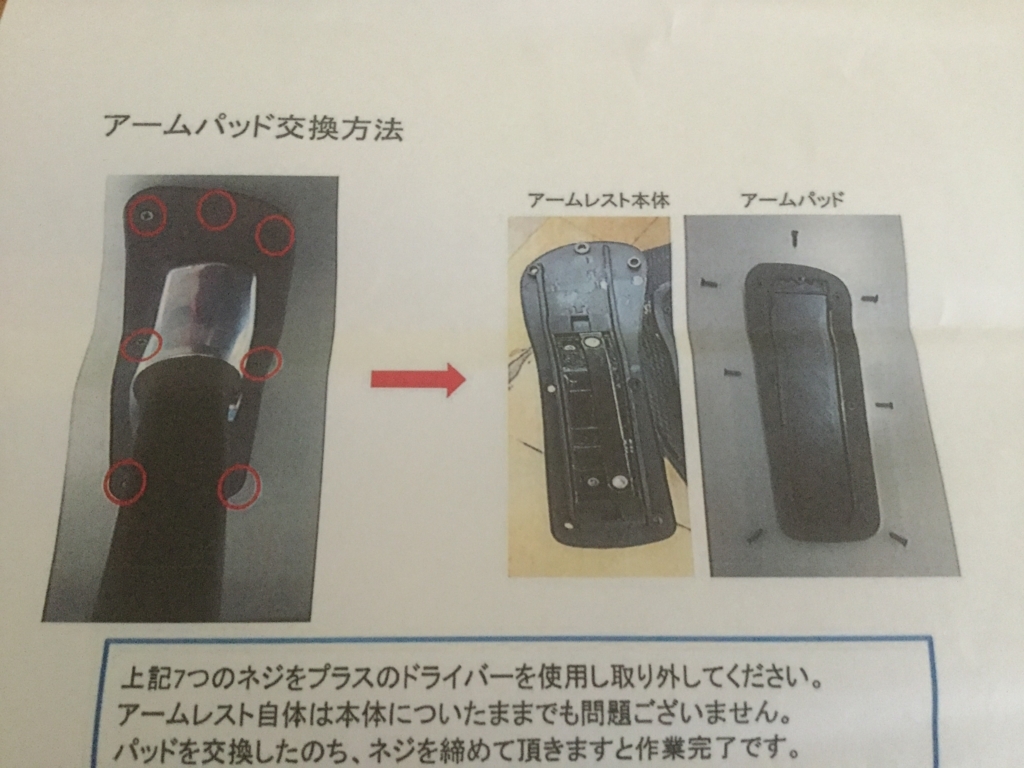 アームパッド交換方法
アームレスト本体
アームパッド
上記7つのネジをプラスのドライバーを使用し取り外してください。
アームレスト自体は本体についたままでも問題ございません。
パッドを交換したのち、ネジを締めて頂きますと作業完了です。